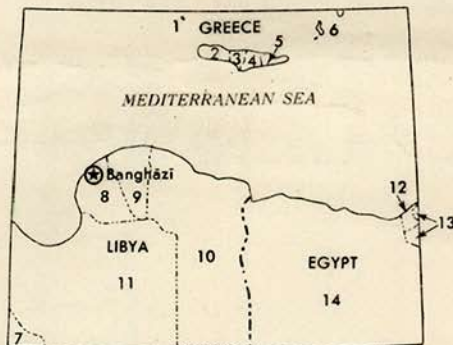 1 GREECE
5
6
2 3 4
MEDITERRANEAN SEA
Banghāzī
8 9
12
13
LIBYA
10
EGYPT
11
14
7